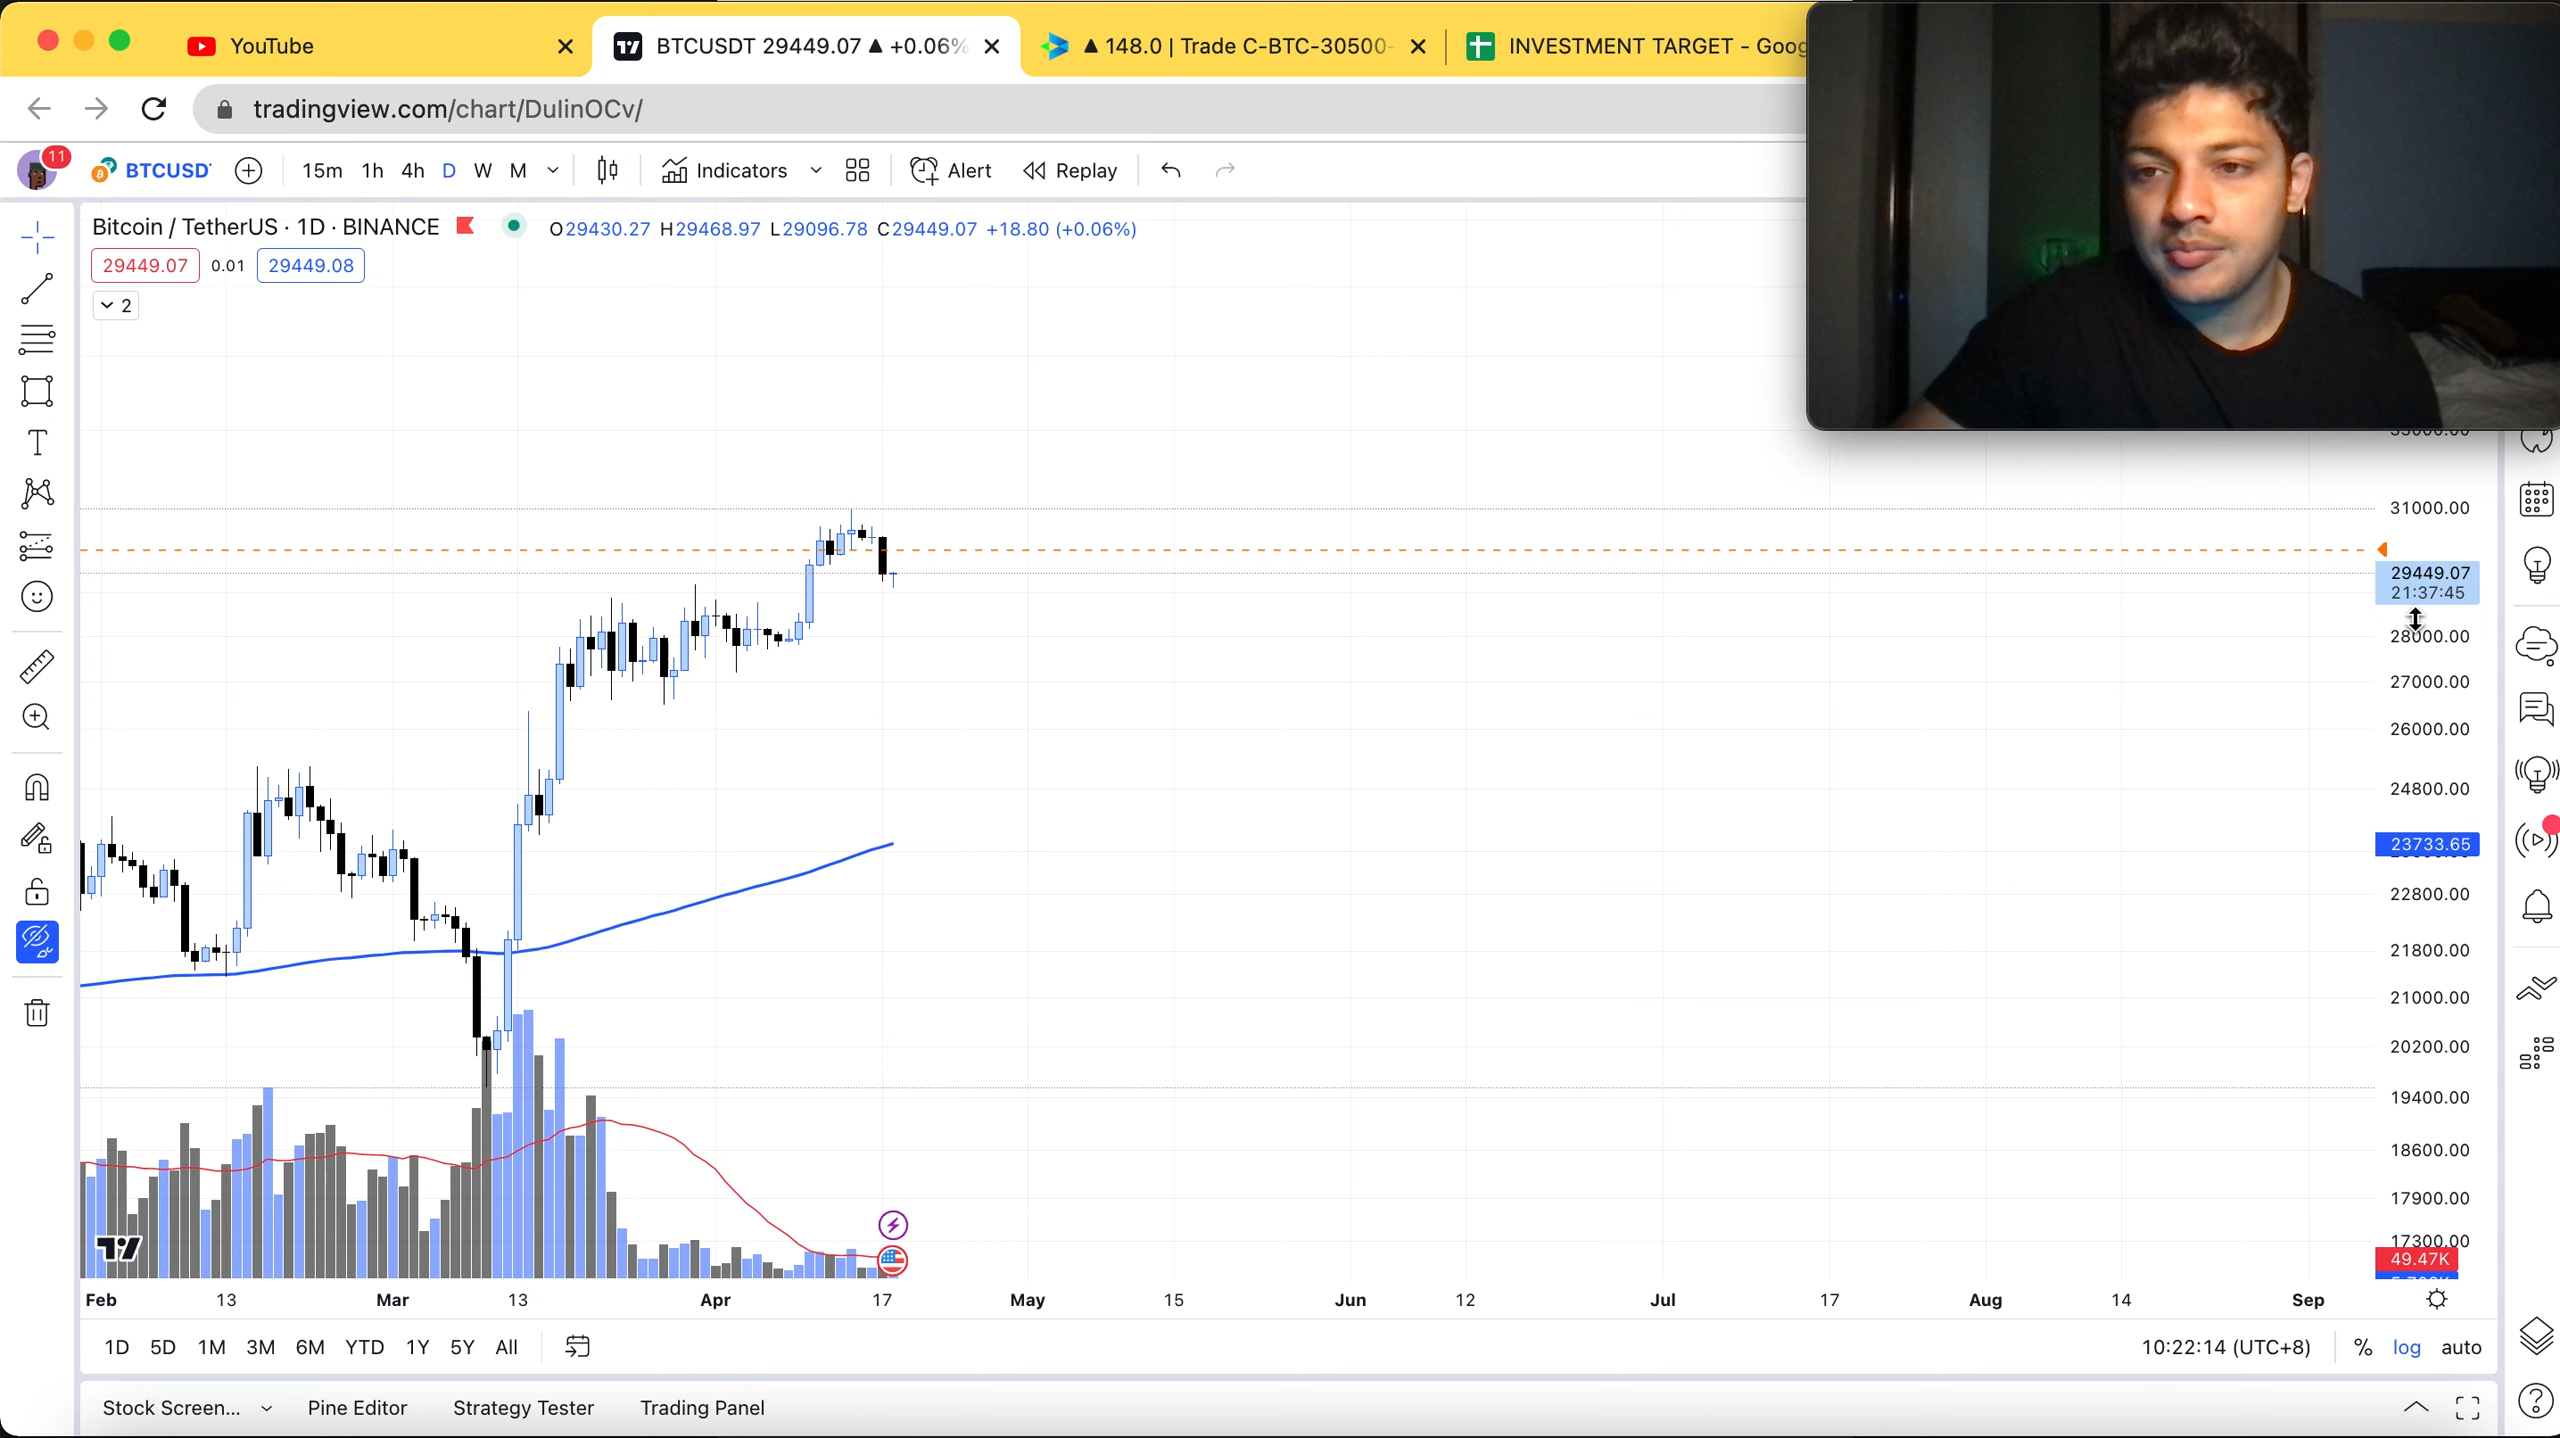 YouTube
BTCUSDT 29449.07 ▲ +0.06%
▲ 148.0 | Trade C-BTC-30500-
INVESTMENT TARGET - Goog
tradingview.com/chart/DulinOCv/
11
BTCUSD
15m 1h 4h D W M
Indicators
Alert
Replay
Bitcoin / TetherUS · 1D · BINANCE
O29430.27 H29468.97 L29096.78 C29449.07 +18.80 (+0.06%)
29449.07 0.01 29449.08
2
31000.00
29449.07
21:37:45
28000.00
27000.00
26000.00
24800.00
23733.65
22800.00
21800.00
21000.00
20200.00
19400.00
18600.00
17900.00
17300.00
49.47K
Feb 13 Mar 13 Apr 17 May 15 Jun 12 Jul 17 Aug 14 Sep
1D 5D 1M 3M 6M YTD 1Y 5Y All
10:22:14 (UTC+8) % log auto
Stock Screen... Pine Editor Strategy Tester Trading Panel